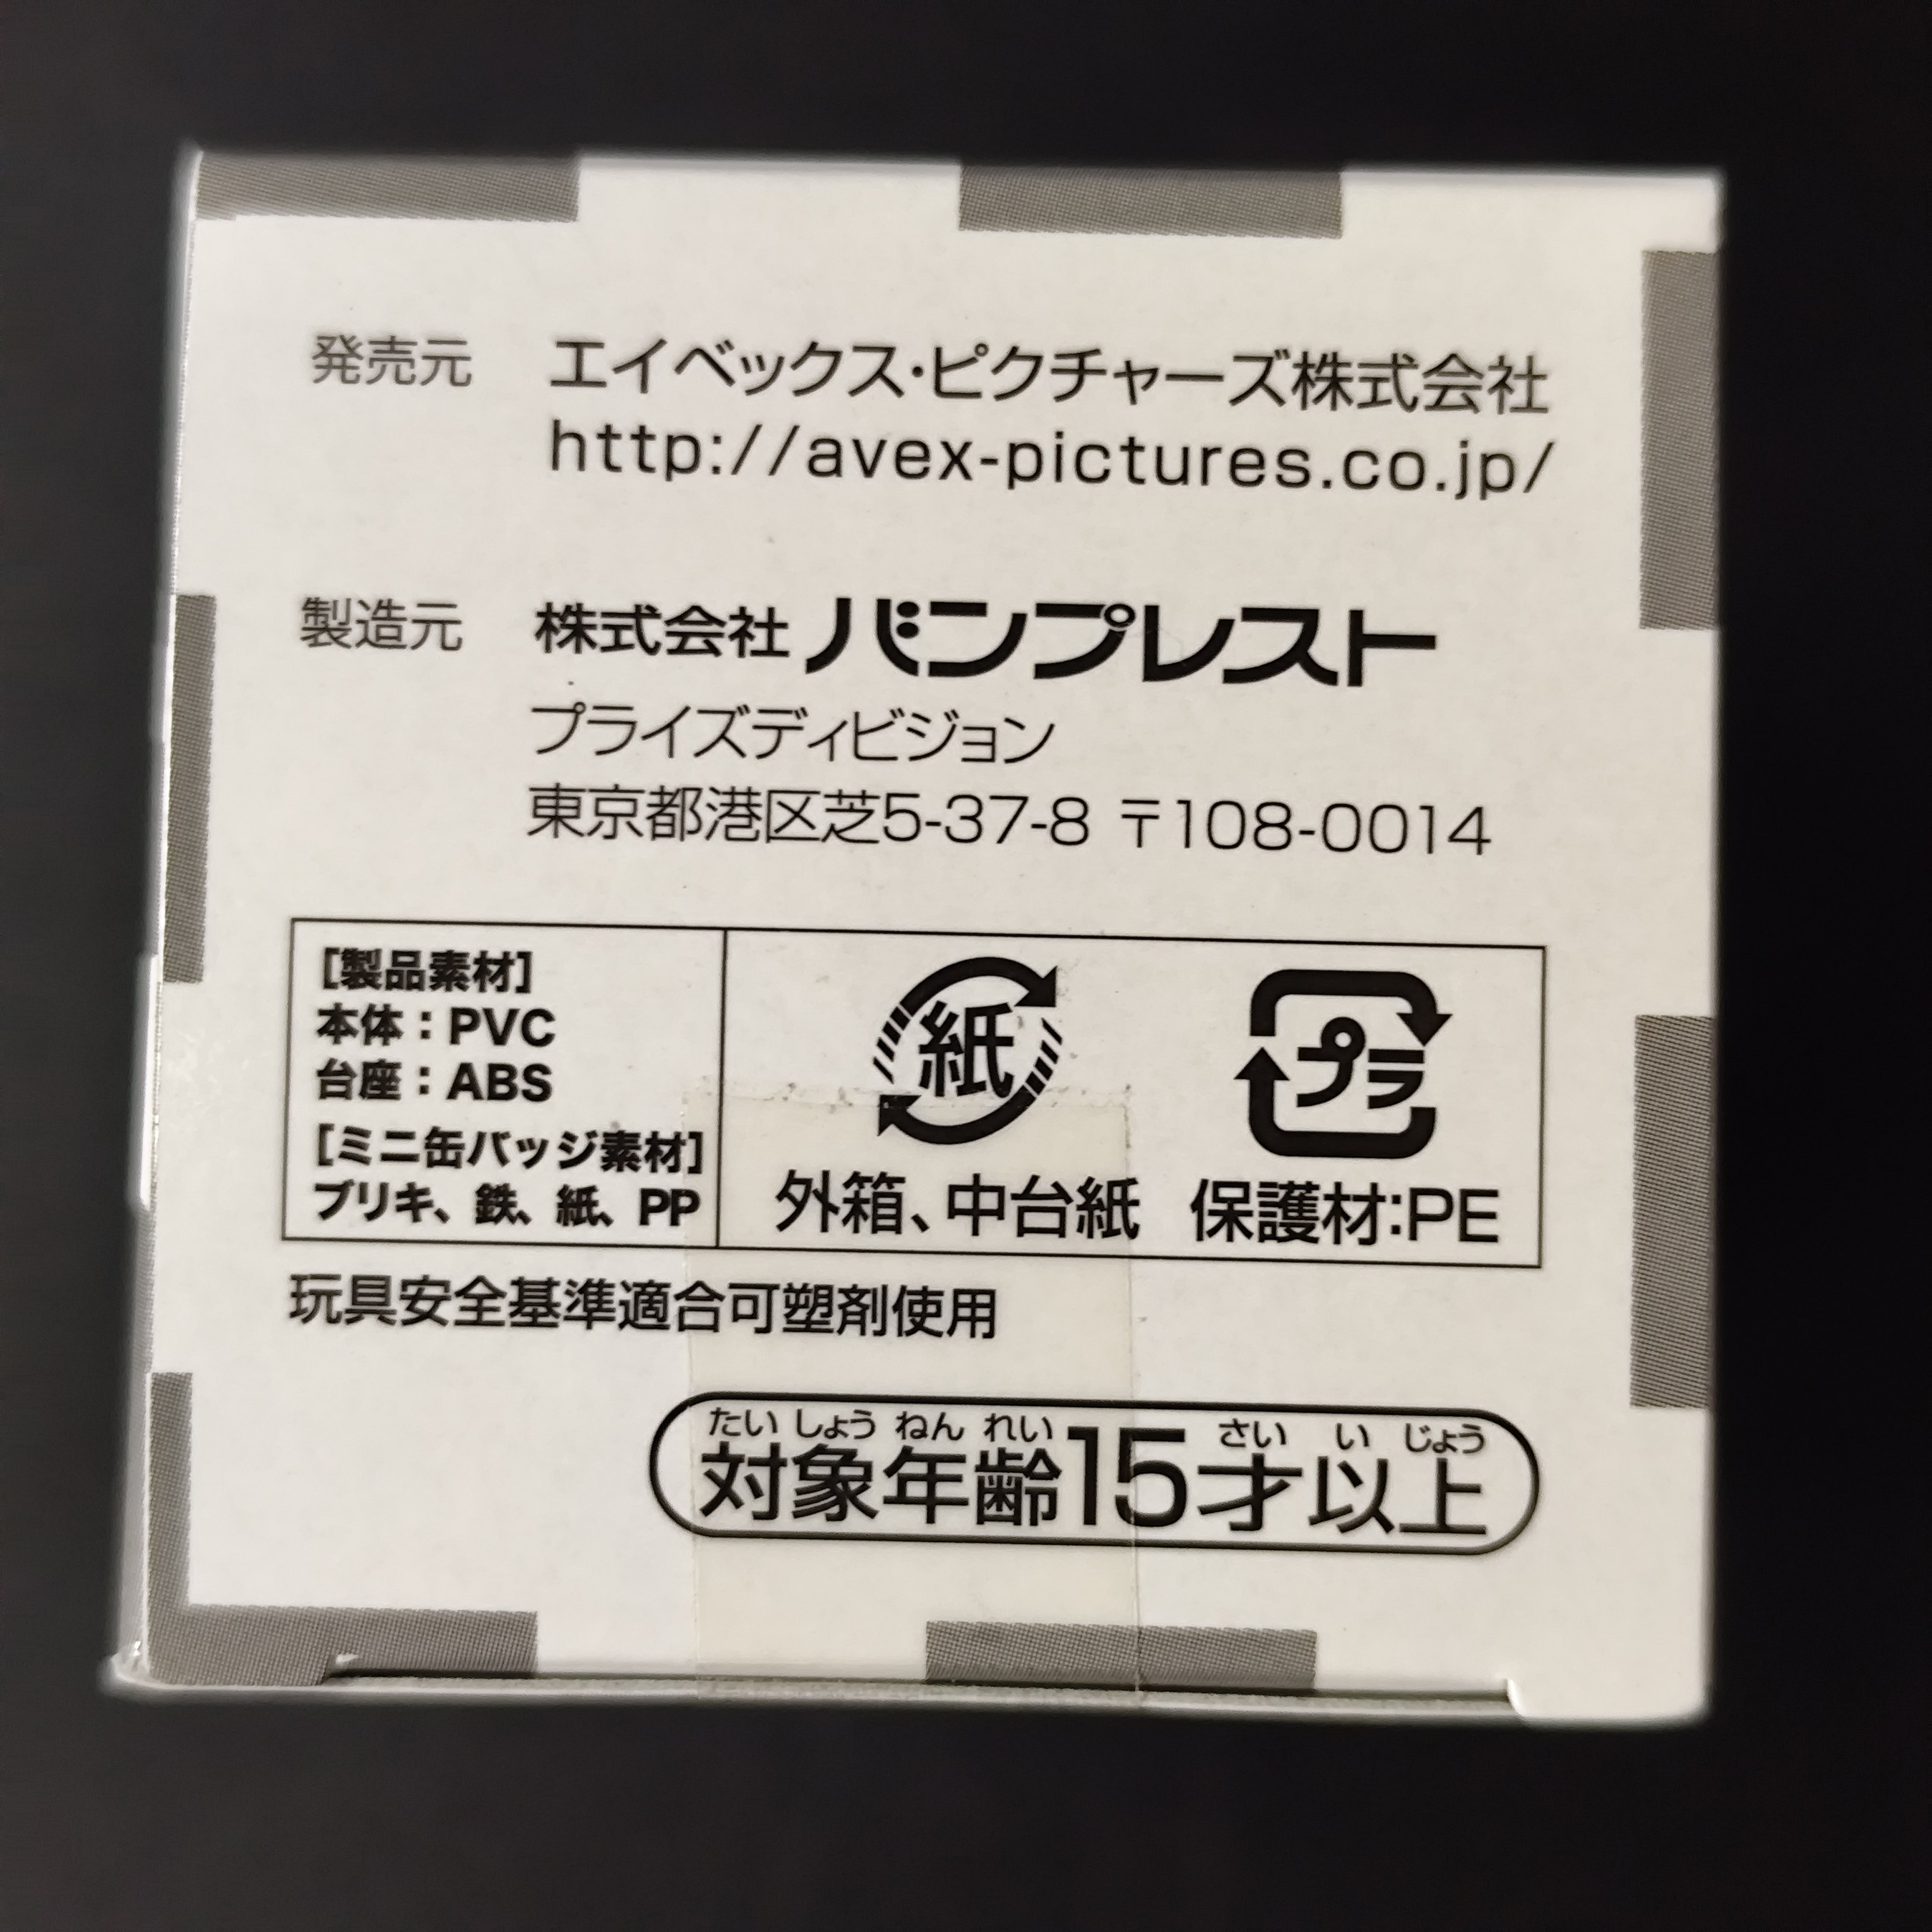 発売元 エイベックス・ピクチャーズ株式会社
http://avex-pictures.co.jp/
製造元 株式会社バンプレスト
プライズディビジョン
東京都港区芝5-37-8 〒108-0014
[製品素材]
本体：PVC
台座：ABS
[ミニ缶バッジ素材]
ブリキ、鉄、紙、PP
紙
外箱、中台紙
プラ
保護材:PE
玩具安全基準適合可塑剤使用
たい しょう ねん れい さい い じょう
対象年齢15才以上